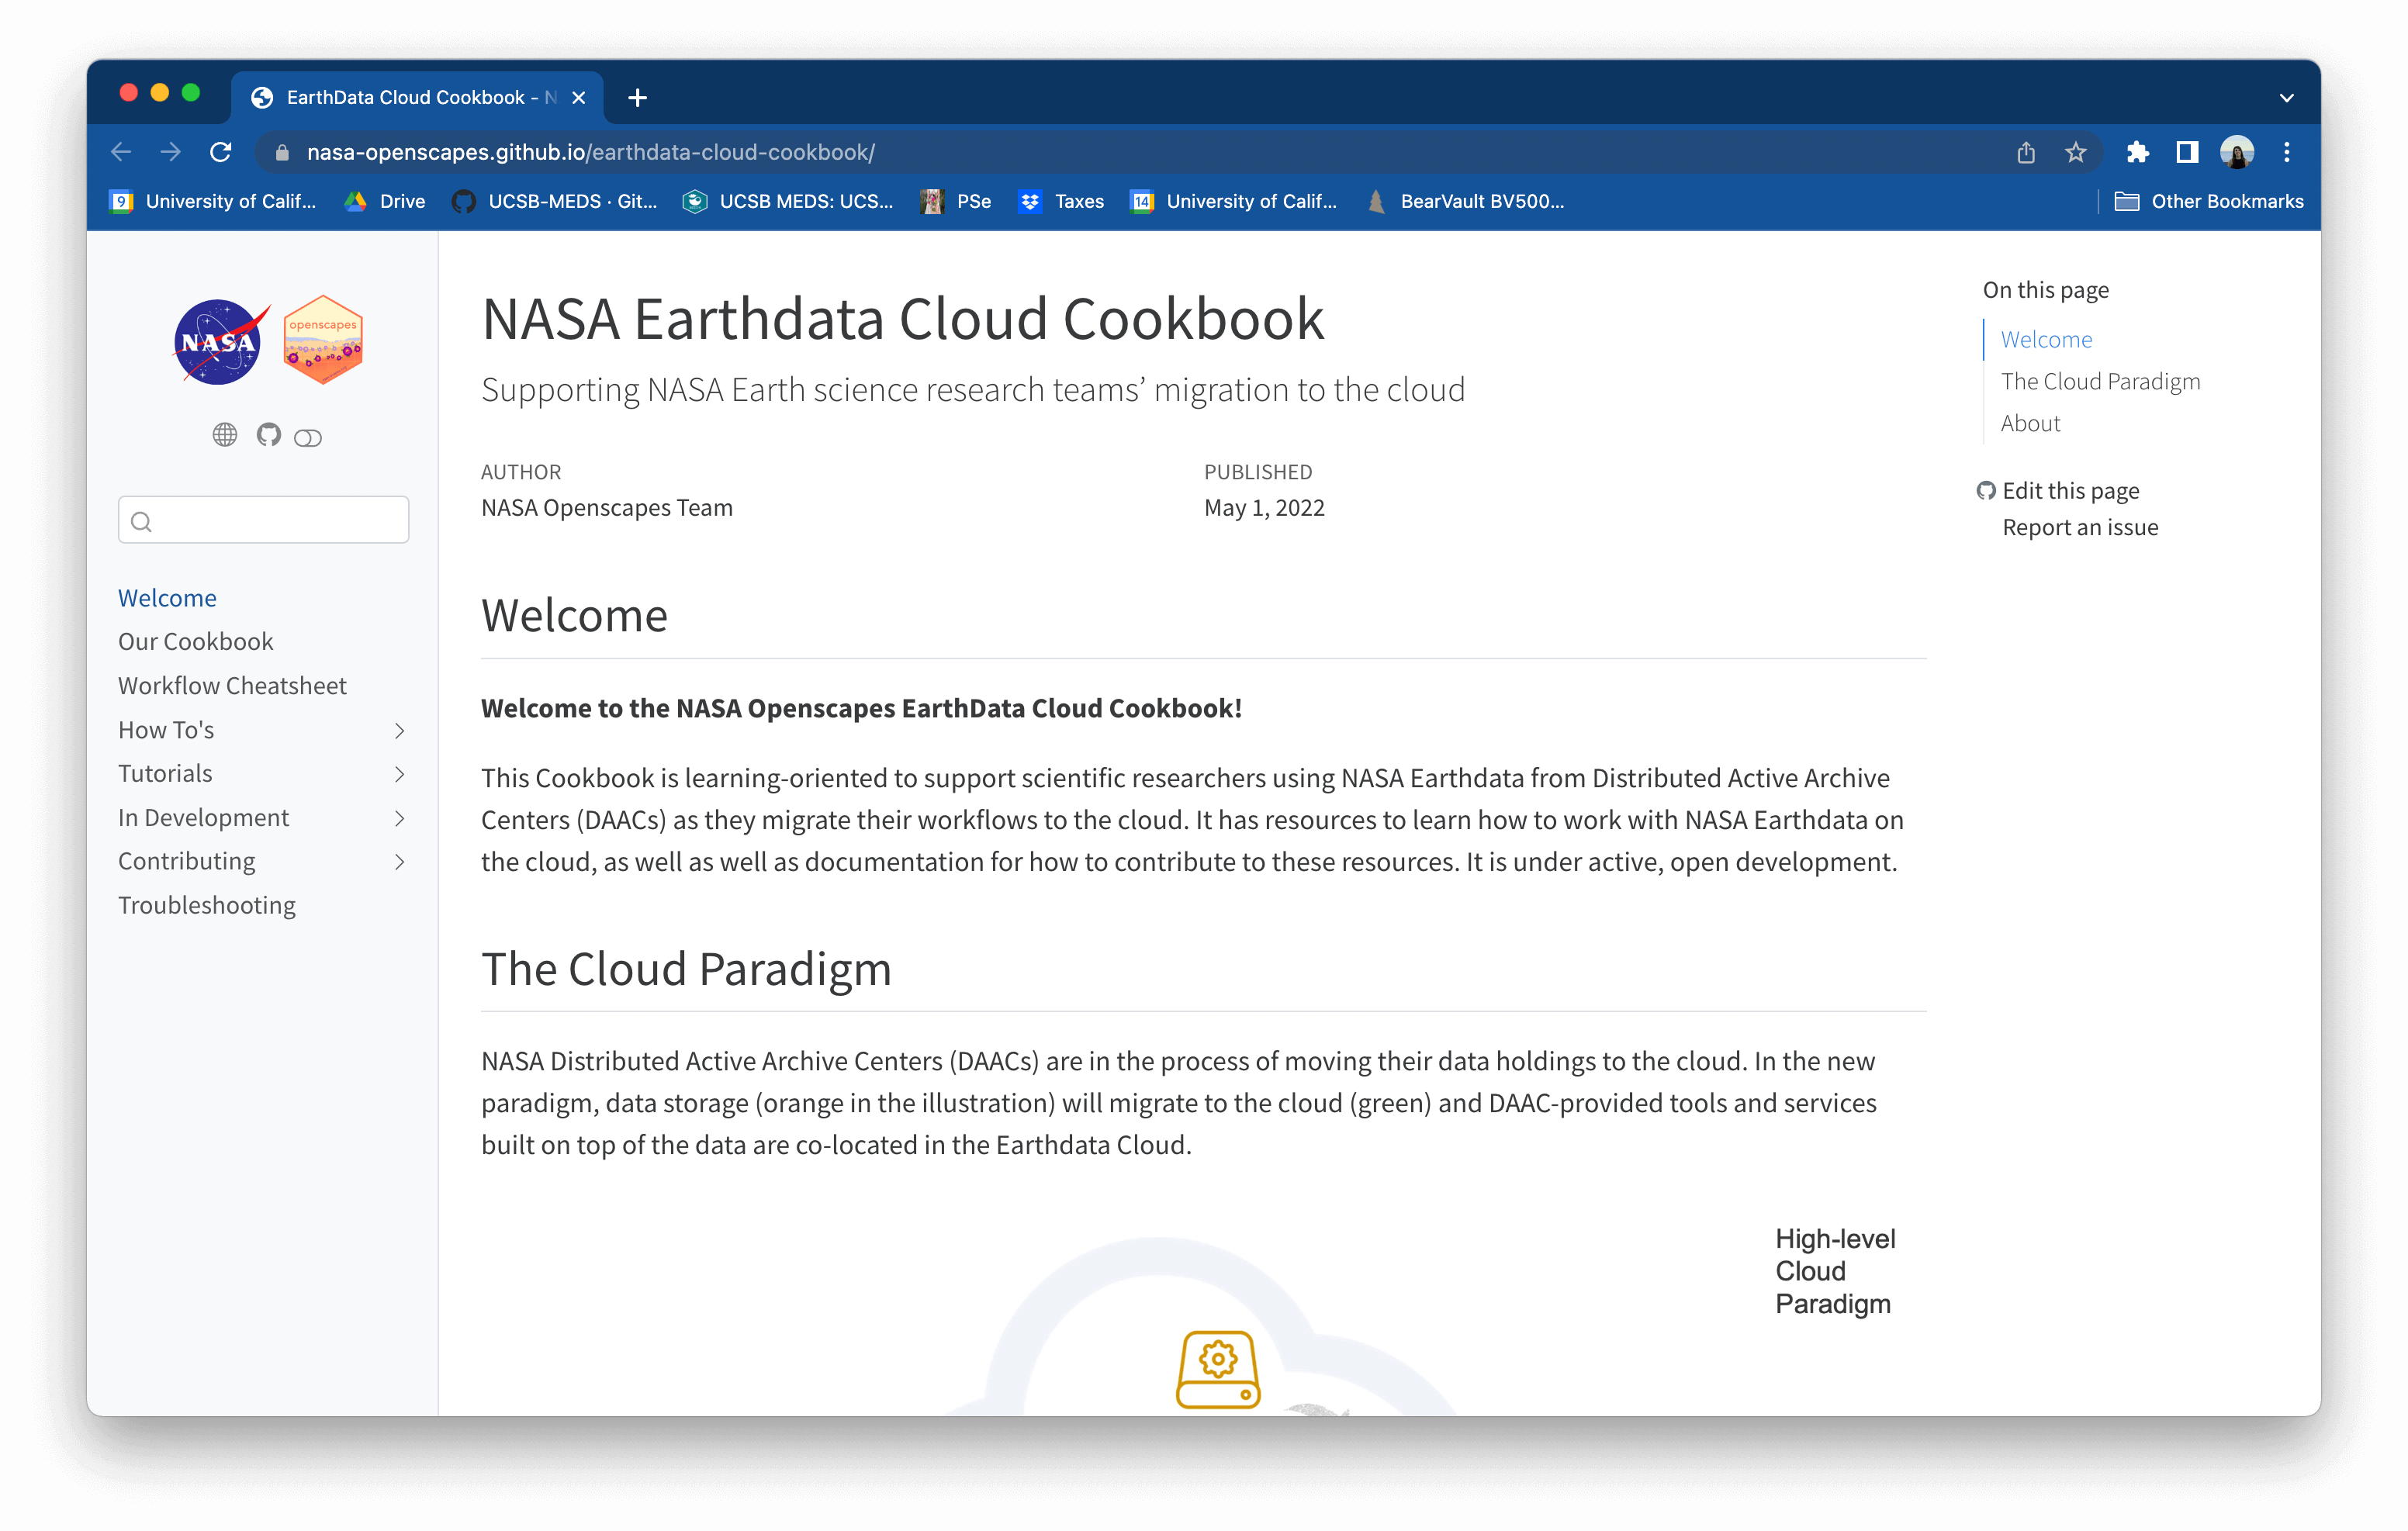 EarthData Cloud Cookbook - N
nasa-openscapes.github.io/earthdata-cloud-cookbook/
9 University of Calif... Drive UCSB-MEDS · Git... UCSB MEDS: UCS... PSe Taxes 14 University of Calif... BearVault BV500... Other Bookmarks
NASA
openscapes
Welcome
Our Cookbook
Workflow Cheatsheet
How To's
Tutorials
In Development
Contributing
Troubleshooting
NASA Earthdata Cloud Cookbook
Supporting NASA Earth science research teams’ migration to the cloud
AUTHOR
NASA Openscapes Team
PUBLISHED
May 1, 2022
Welcome
Welcome to the NASA Openscapes EarthData Cloud Cookbook!
This Cookbook is learning-oriented to support scientific researchers using NASA Earthdata from Distributed Active Archive
Centers (DAACs) as they migrate their workflows to the cloud. It has resources to learn how to work with NASA Earthdata on
the cloud, as well as well as documentation for how to contribute to these resources. It is under active, open development.
The Cloud Paradigm
NASA Distributed Active Archive Centers (DAACs) are in the process of moving their data holdings to the cloud. In the new
paradigm, data storage (orange in the illustration) will migrate to the cloud (green) and DAAC-provided tools and services
built on top of the data are co-located in the Earthdata Cloud.
High-level
Cloud
Paradigm
On this page
Welcome
The Cloud Paradigm
About
Edit this page
Report an issue